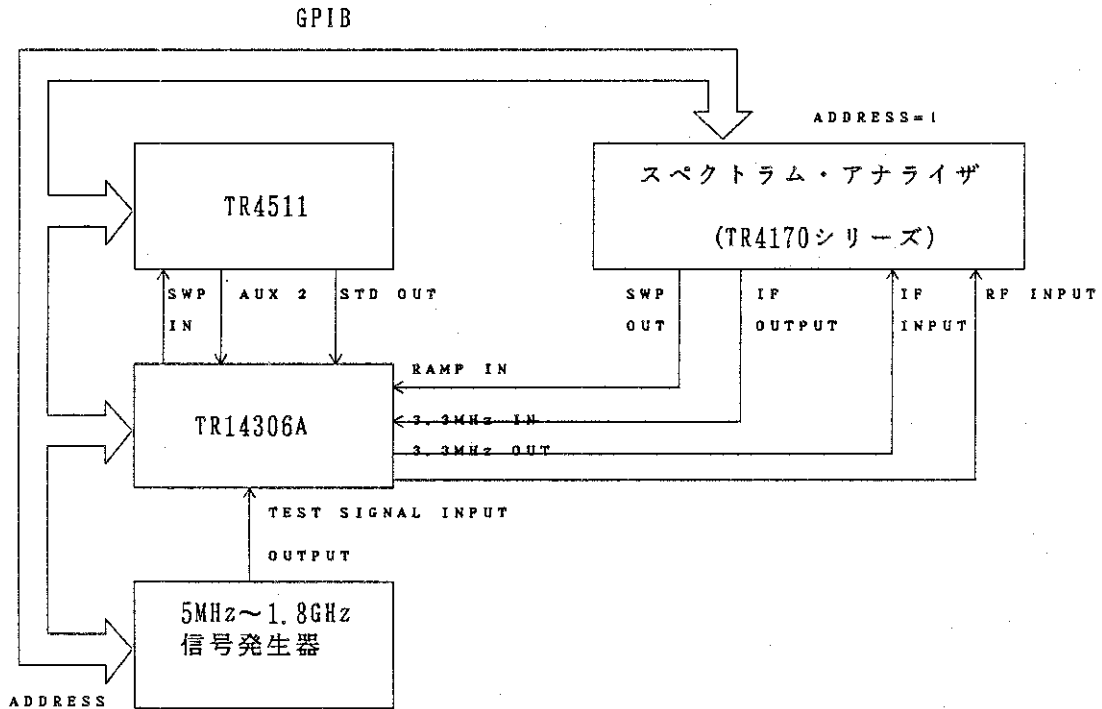 GPIB
ADDRESS=1
TR4511
スペクトラム・アナライザ
(TR4170シリーズ)
SWP
IN
AUX 2
STD OUT
SWP
OUT
IF
OUTPUT
IF
INPUT
RF INPUT
RAMP IN
TR14306A
3.3MHz IN
3.3MHz OUT
TEST SIGNAL INPUT
OUTPUT
5MHz～1.8GHz
信号発生器
ADDRESS